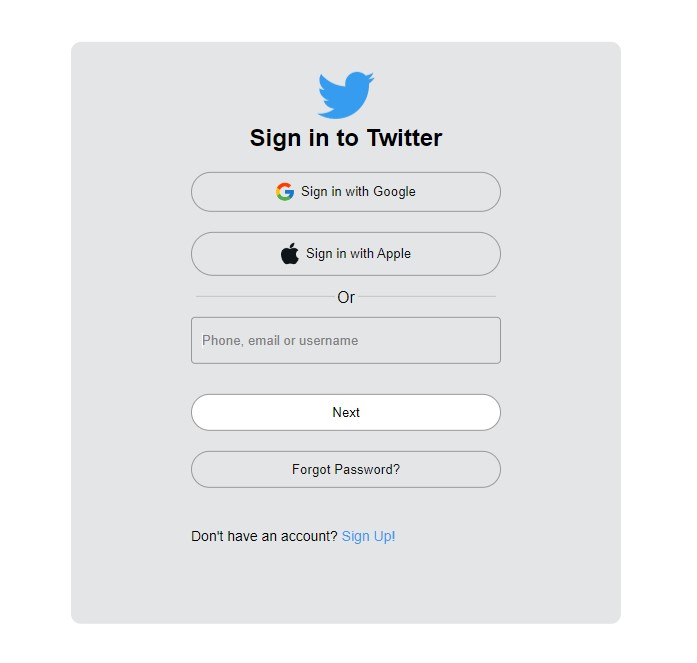 Sign in to Twitter
Sign in with Google
Sign in with Apple
Or
Phone, email or username
Next
Forgot Password?
Don't have an account? Sign Up!